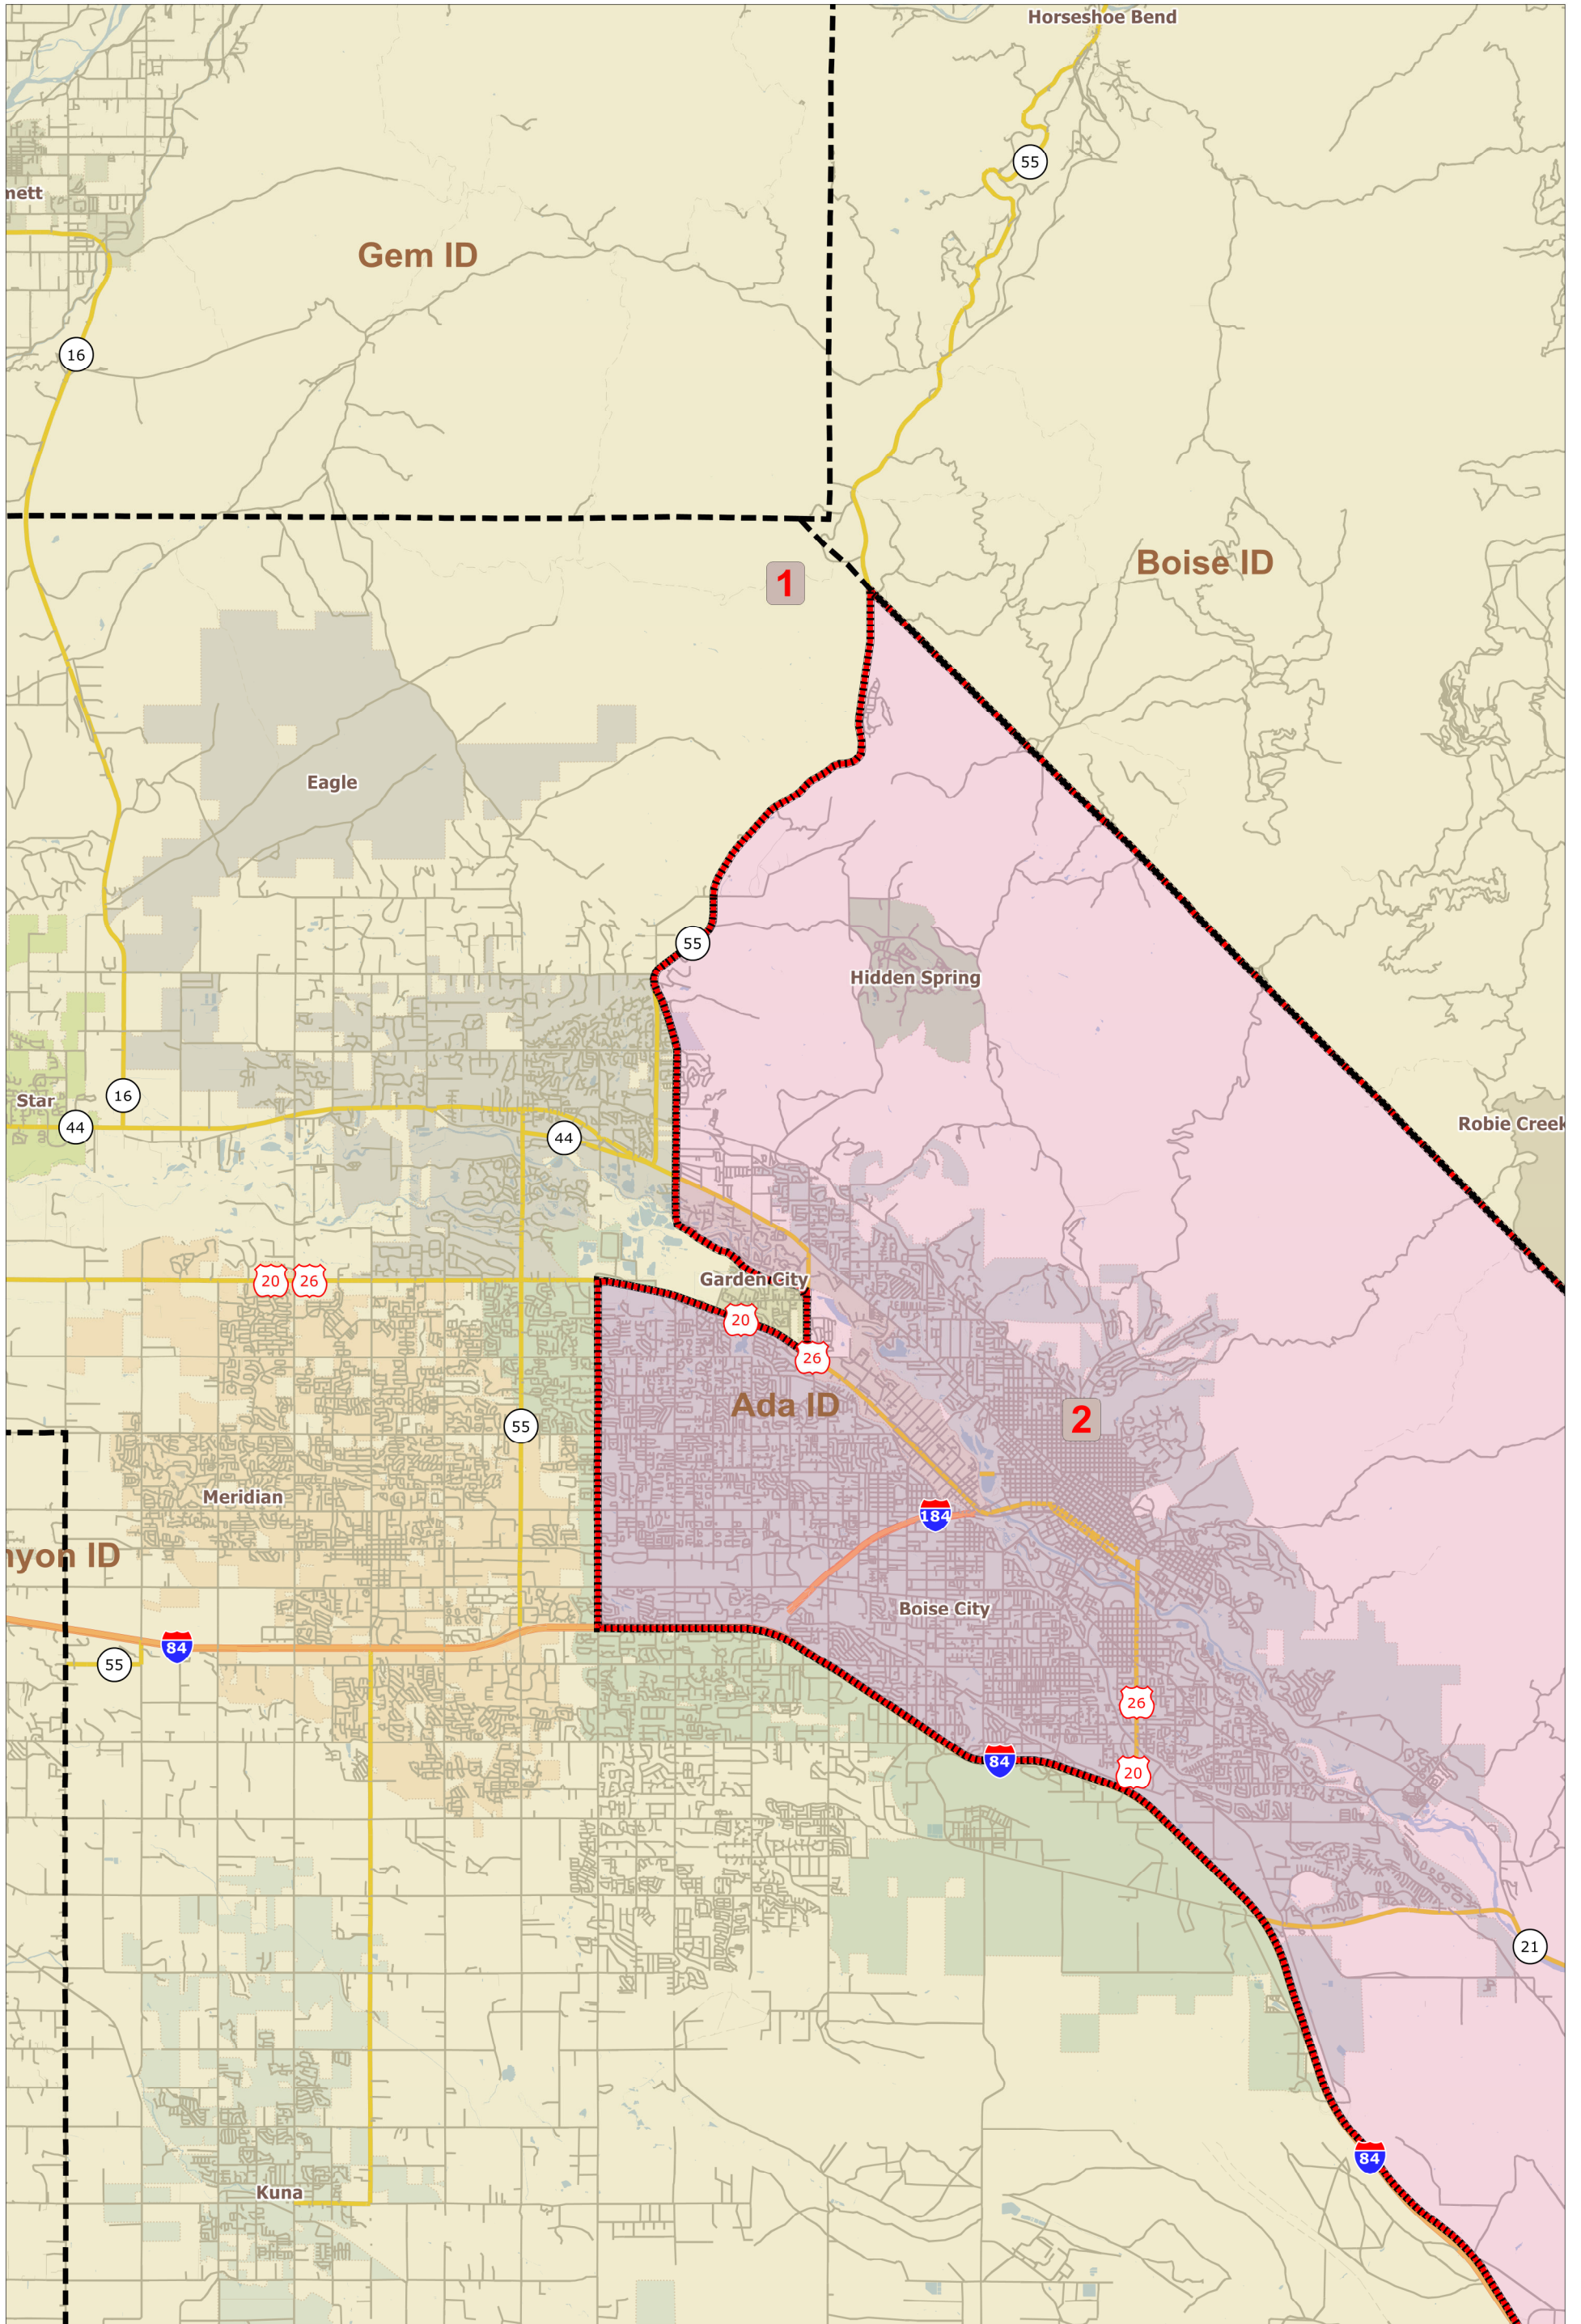 Horseshoe Bend
55
mett
Gem ID
16
Boise ID
1
Eagle
55
Hidden Spring
16
Star
44
44
Robie Creek
20
26
Garden City
20
26
Ada ID
2
55
Meridian
184
nyon ID
Boise City
84
55
26
84
20
21
84
Kuna